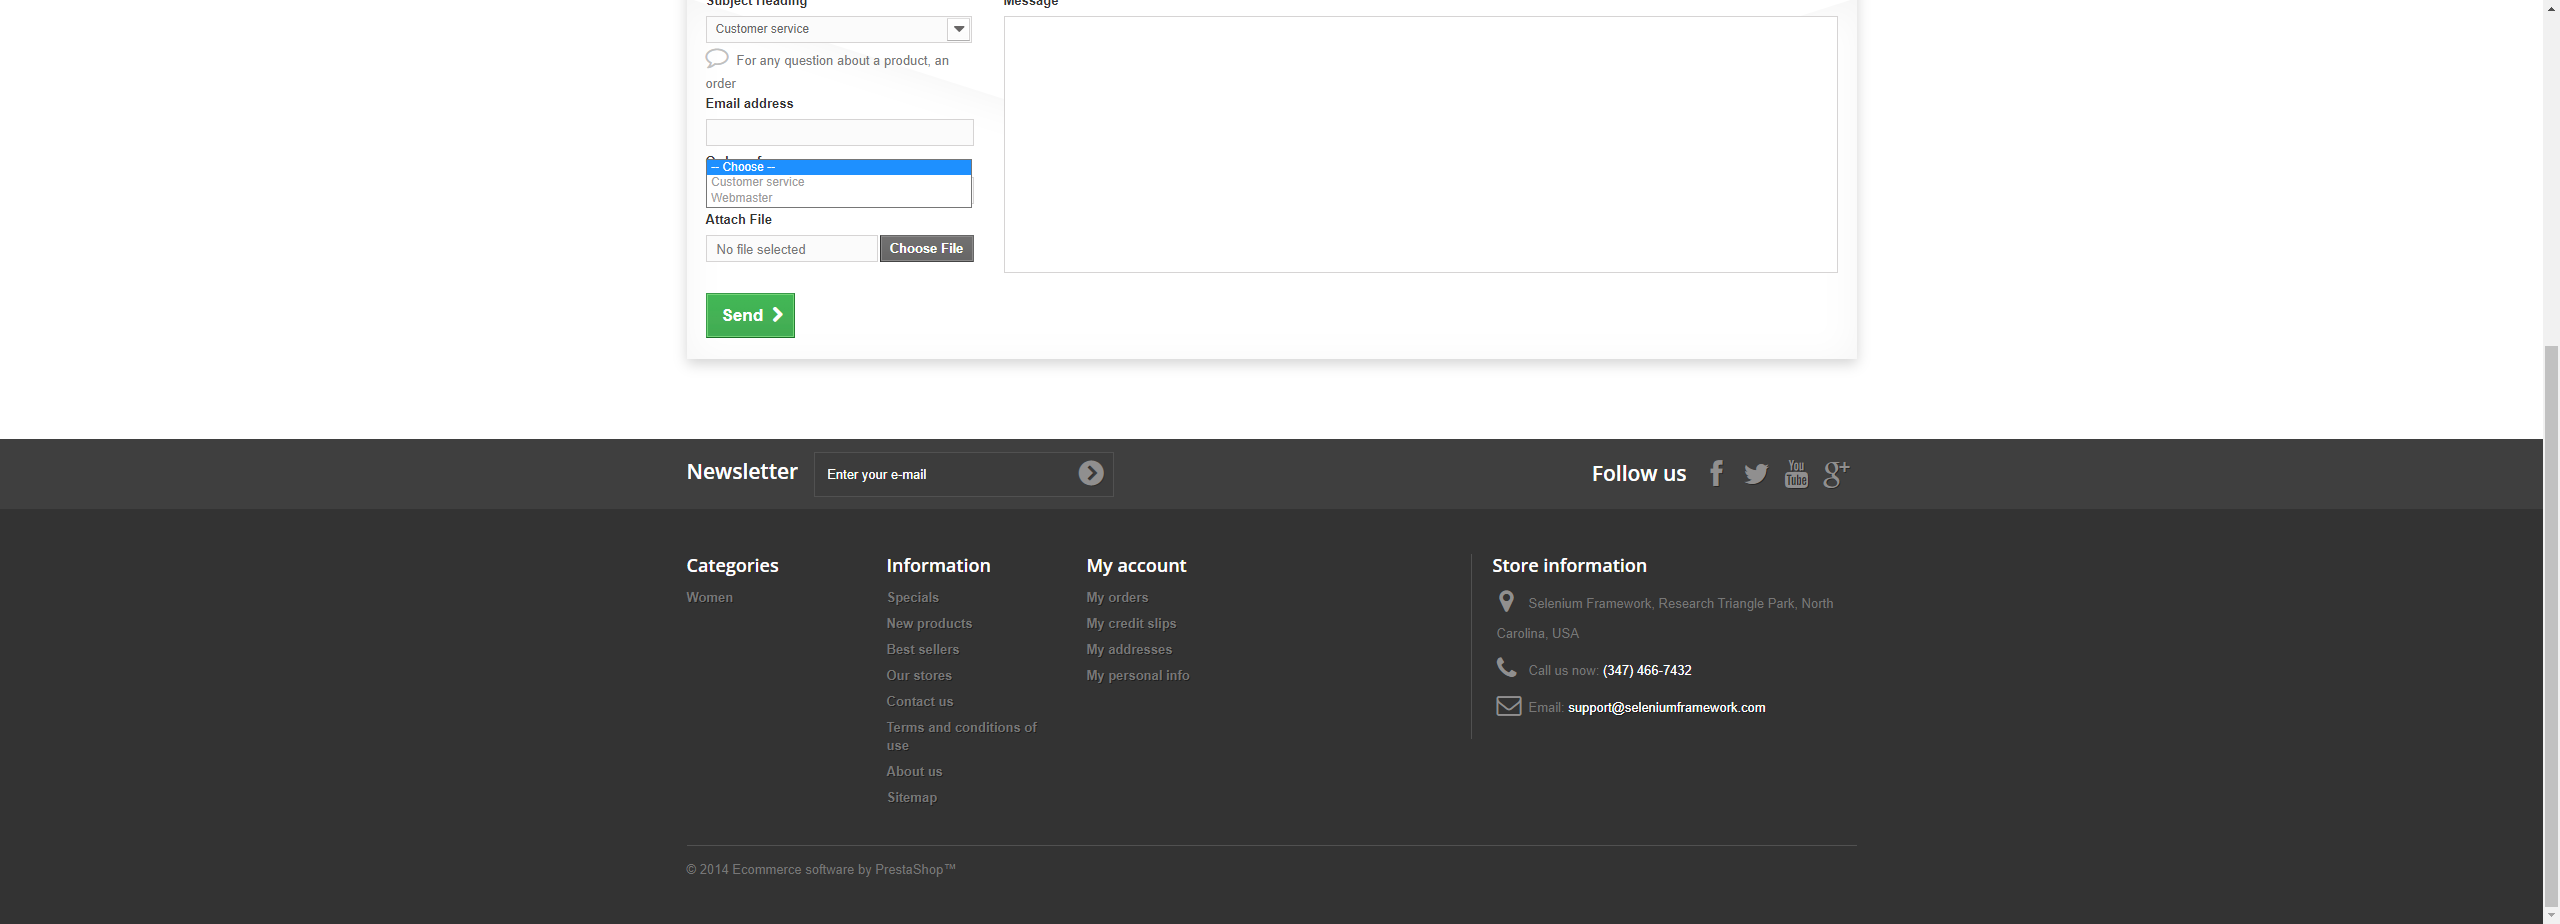 Subject Heading
Message
Customer service
For any question about a product, an
order
Email address
-- Choose --
Customer service
Webmaster
Attach File
No file selected
Choose File
Send
Newsletter
Enter your e-mail
Follow us
You
Tube
g+
Categories
Women
Information
Specials
New products
Best sellers
Our stores
Contact us
Terms and conditions of
use
About us
Sitemap
My account
My orders
My credit slips
My addresses
My personal info
Store information
Selenium Framework, Research Triangle Park, North
Carolina, USA
Call us now: (347) 466-7432
Email: support@seleniumframework.com
© 2014 Ecommerce software by PrestaShop™